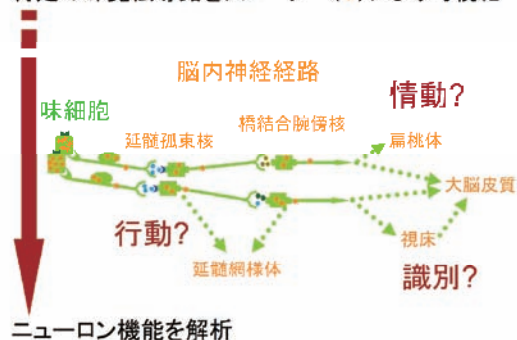 脳内神経経路
情動?
味細胞
橋結合腕傍核
延髄孤束核
扁桃体
大脳皮質
行動?
視床
延髄網様体
識別?
ニューロン機能を解析